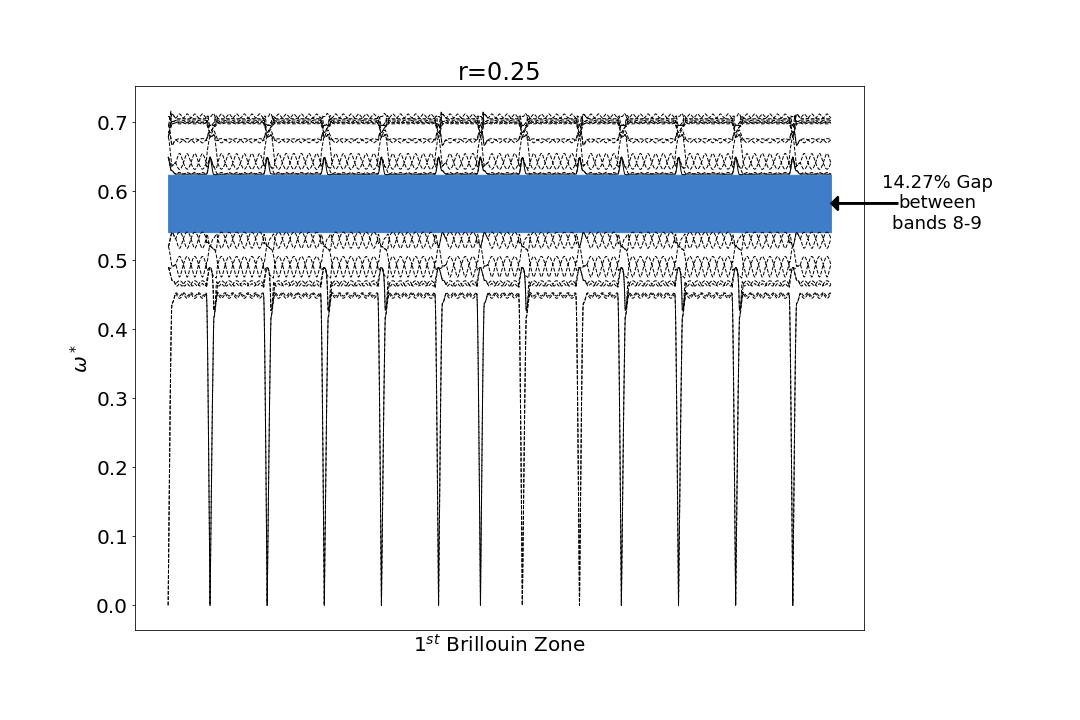 r=0.25
0.7
0.6
0.5
0.4
0.3
0.2
0.1
0.0
ω*
1st Brillouin Zone
14.27% Gap
between
bands 8-9